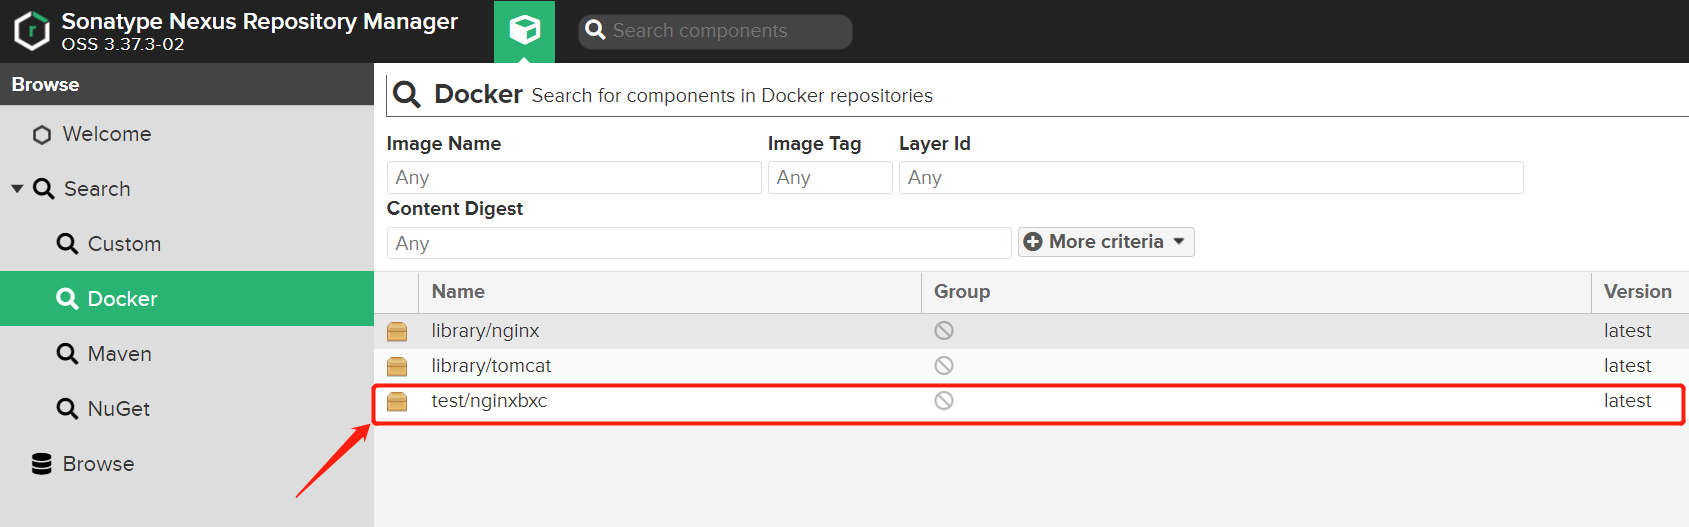 Sonatype Nexus Repository Manager
OSS 3.37.3-02
Search components
Browse
Welcome
Search
Custom
Docker
Maven
NuGet
Browse
Docker Search for components in Docker repositories
Image Name Image Tag Layer Id
Any Any Any
Content Digest
Any More criteria
Name Group Version
library/nginx latest
library/tomcat latest
test/nginxbxc latest